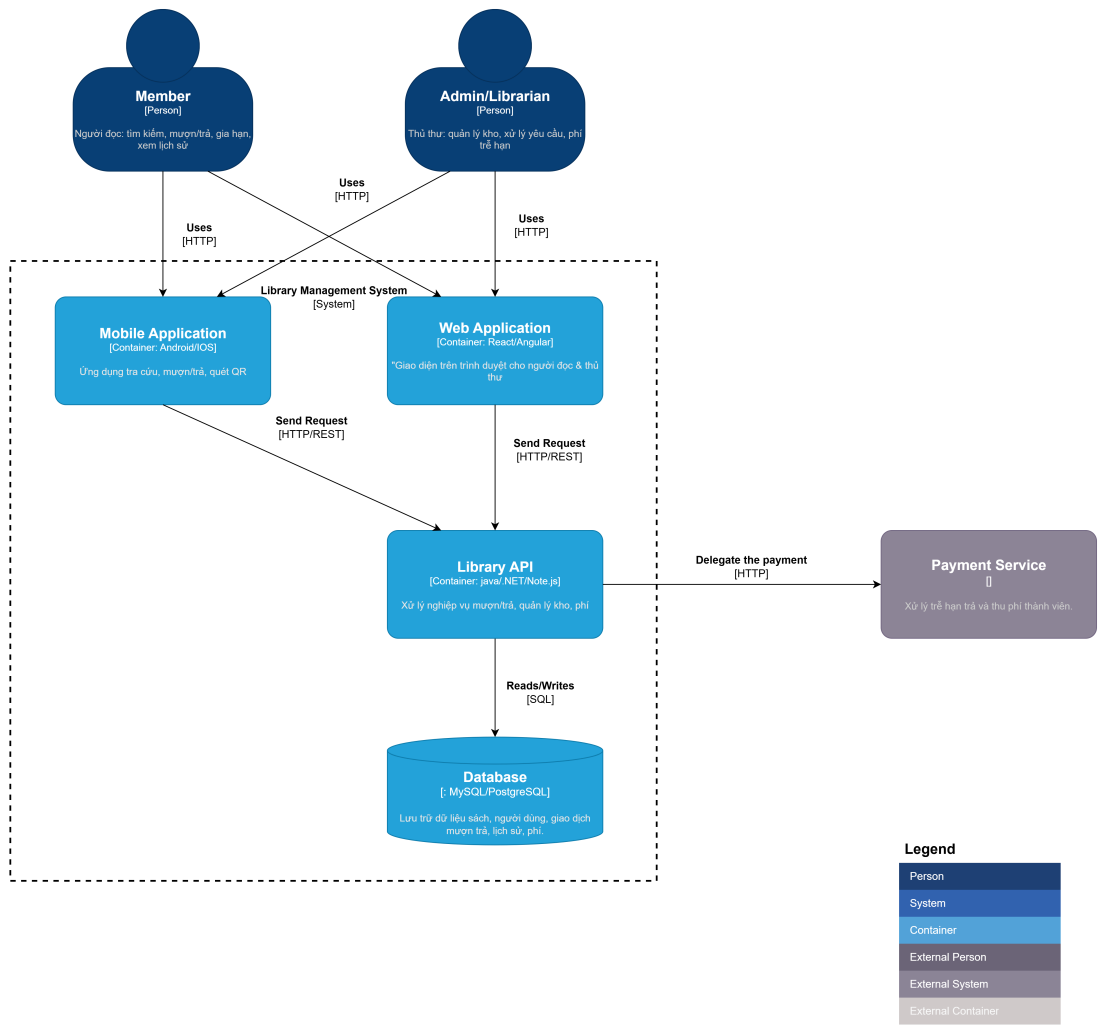 Member
[Person]
Người đọc: tìm kiếm, mượn/trả, gia hạn,
xem lịch sử
Admin/Librarian
[Person]
Thủ thư: quản lý kho, xử lý yêu cầu, phí
trễ hạn
Uses
[HTTP]
Uses
[HTTP]
Uses
[HTTP]
Library Management System
[System]
Mobile Application
[Container: Android/IOS]
Ứng dụng tra cứu, mượn/trả, quét QR
Web Application
[Container: React/Angular]
"Giao diện trên trình duyệt cho người đọc & thủ
thư
Send Request
[HTTP/REST]
Send Request
[HTTP/REST]
Library API
[Container: java/.NET/Note.js]
Xử lý nghiệp vụ mượn/trả, quản lý kho, phí
Delegate the payment
[HTTP]
Payment Service
[]
Xử lý trễ hạn trả và thu phí thành viên.
Reads/Writes
[SQL]
Database
[: MySQL/PostgreSQL]
Lưu trữ dữ liệu sách, người dùng, giao dịch
mượn trả, lịch sử, phí.
Legend
Person
System
Container
External Person
External System
External Container